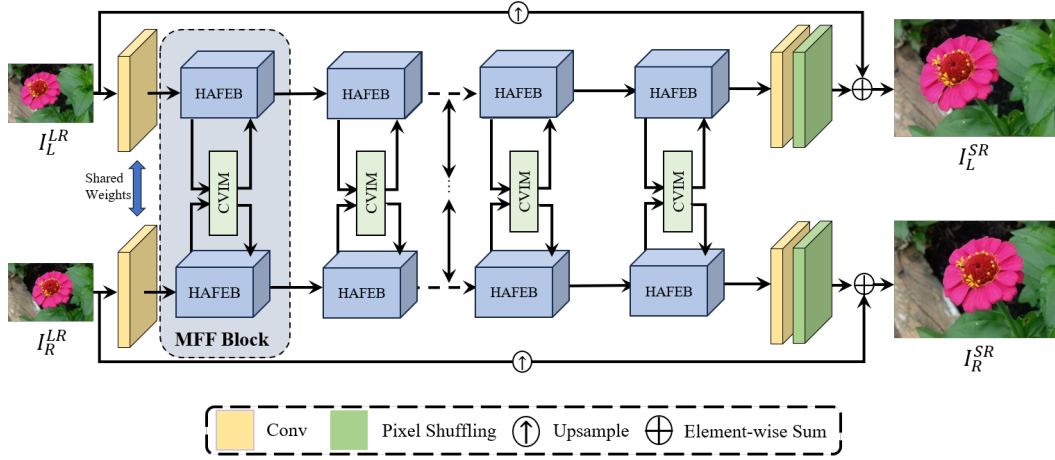 HAFEB HAFEB HAFEB HAFEB
I_L^{LR}
I_L^{SR}
Shared
Weights
CVIM CVIM CVIM CVIM
HAFEB HAFEB HAFEB HAFEB
MFF Block
I_R^{LR}
I_R^{SR}
Conv Pixel Shuffling Upsample Element-wise Sum